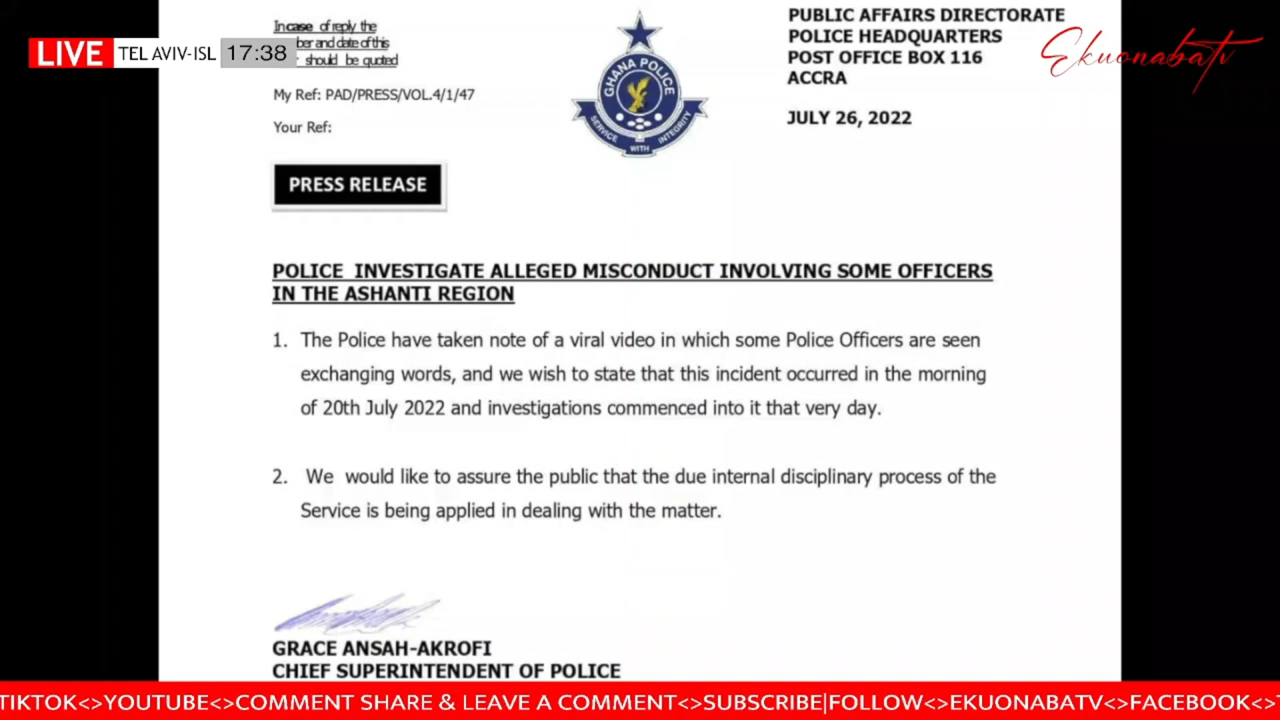 LIVE TEL AVIV-ISL 17:38
In case of reply the
ber and date of this
should be quoted
My Ref: PAD/PRESS/VOL.4/1/47
Your Ref:
GHANA POLICE
SERVICE WITH INTEGRITY
PUBLIC AFFAIRS DIRECTORATE
POLICE HEADQUARTERS
POST OFFICE BOX 116
ACCRA
JULY 26, 2022
Ekuonabatv
PRESS RELEASE
POLICE INVESTIGATE ALLEGED MISCONDUCT INVOLVING SOME OFFICERS
IN THE ASHANTI REGION
1. The Police have taken note of a viral video in which some Police Officers are seen
exchanging words, and we wish to state that this incident occurred in the morning
of 20th July 2022 and investigations commenced into it that very day.
2. We would like to assure the public that the due internal disciplinary process of the
Service is being applied in dealing with the matter.
GRACE ANSAH-AKROFI
CHIEF SUPERINTENDENT OF POLICE
TIKTOK<>YOUTUBE<>COMMENT SHARE & LEAVE A COMMENT<>SUBSCRIBE|FOLLOW<>EKUONABATV<>FACEBOOK<>